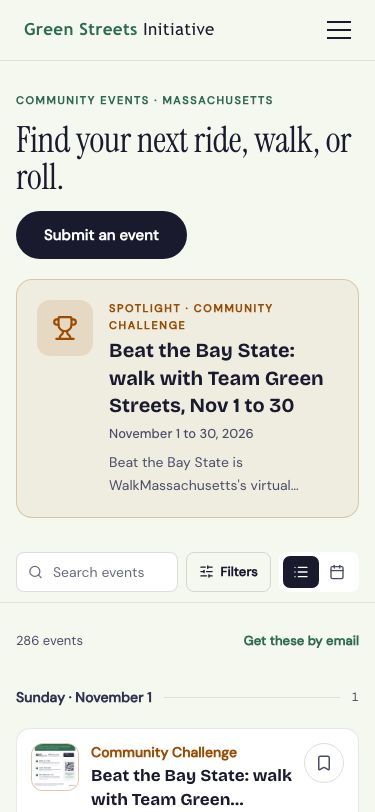 Green Streets Initiative
COMMUNITY EVENTS · MASSACHUSETTS
Find your next ride, walk, or
roll.
Submit an event
SPOTLIGHT · COMMUNITY
CHALLENGE
Beat the Bay State:
walk with Team Green
Streets, Nov 1 to 30
November 1 to 30, 2026
Beat the Bay State is
WalkMassachusetts's virtual...
Search events
Filters
286 events
Get these by email
Sunday · November 1
1
Community Challenge
Beat the Bay State: walk
with Team Green...